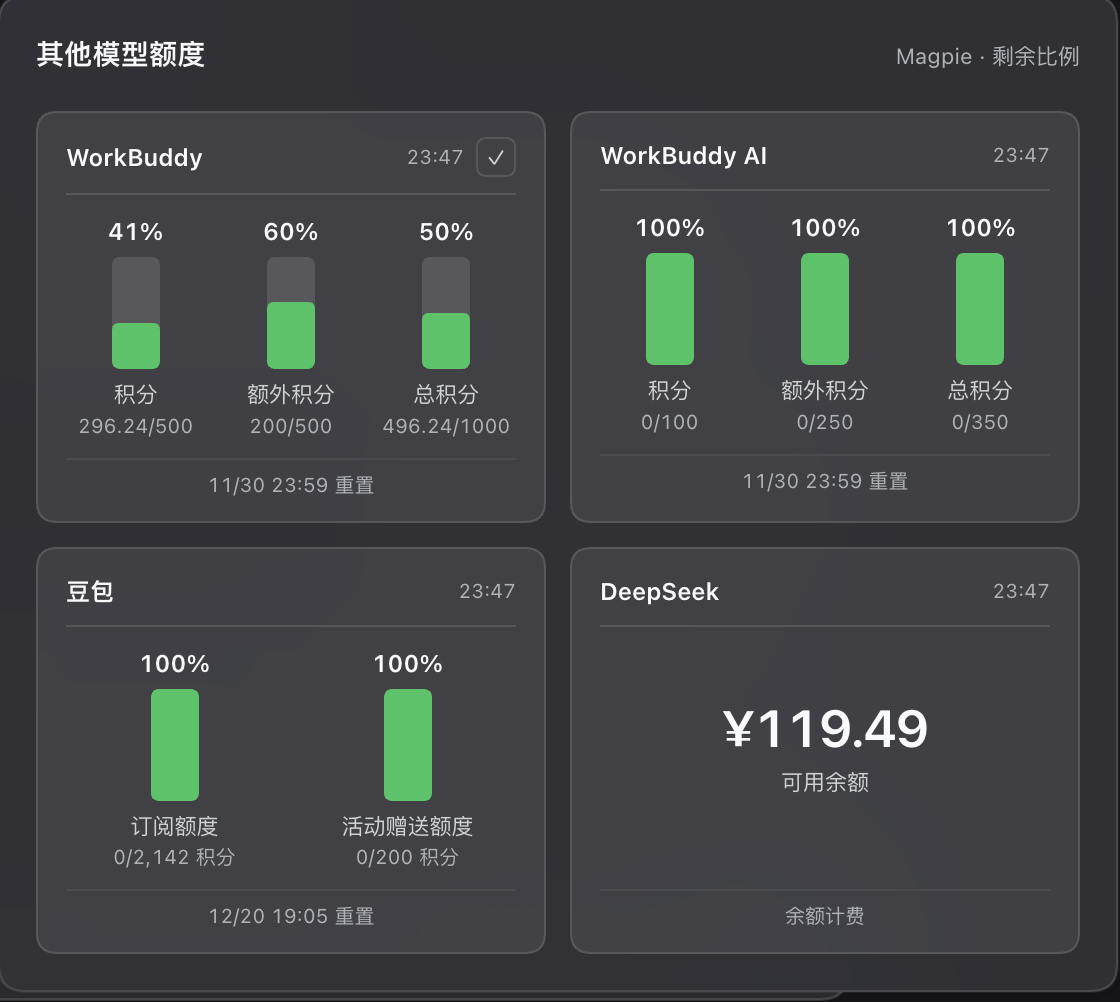 其他模型额度
Magpie · 剩余比例
WorkBuddy 23:47
41% 60% 50%
积分 额外积分 总积分
296.24/500 200/500 496.24/1000
11/30 23:59 重置
WorkBuddy AI 23:47
100% 100% 100%
积分 额外积分 总积分
0/100 0/250 0/350
11/30 23:59 重置
豆包 23:47
100% 100%
订阅额度 活动赠送额度
0/2,142 积分 0/200 积分
12/20 19:05 重置
DeepSeek 23:47
¥119.49
可用余额
余额计费